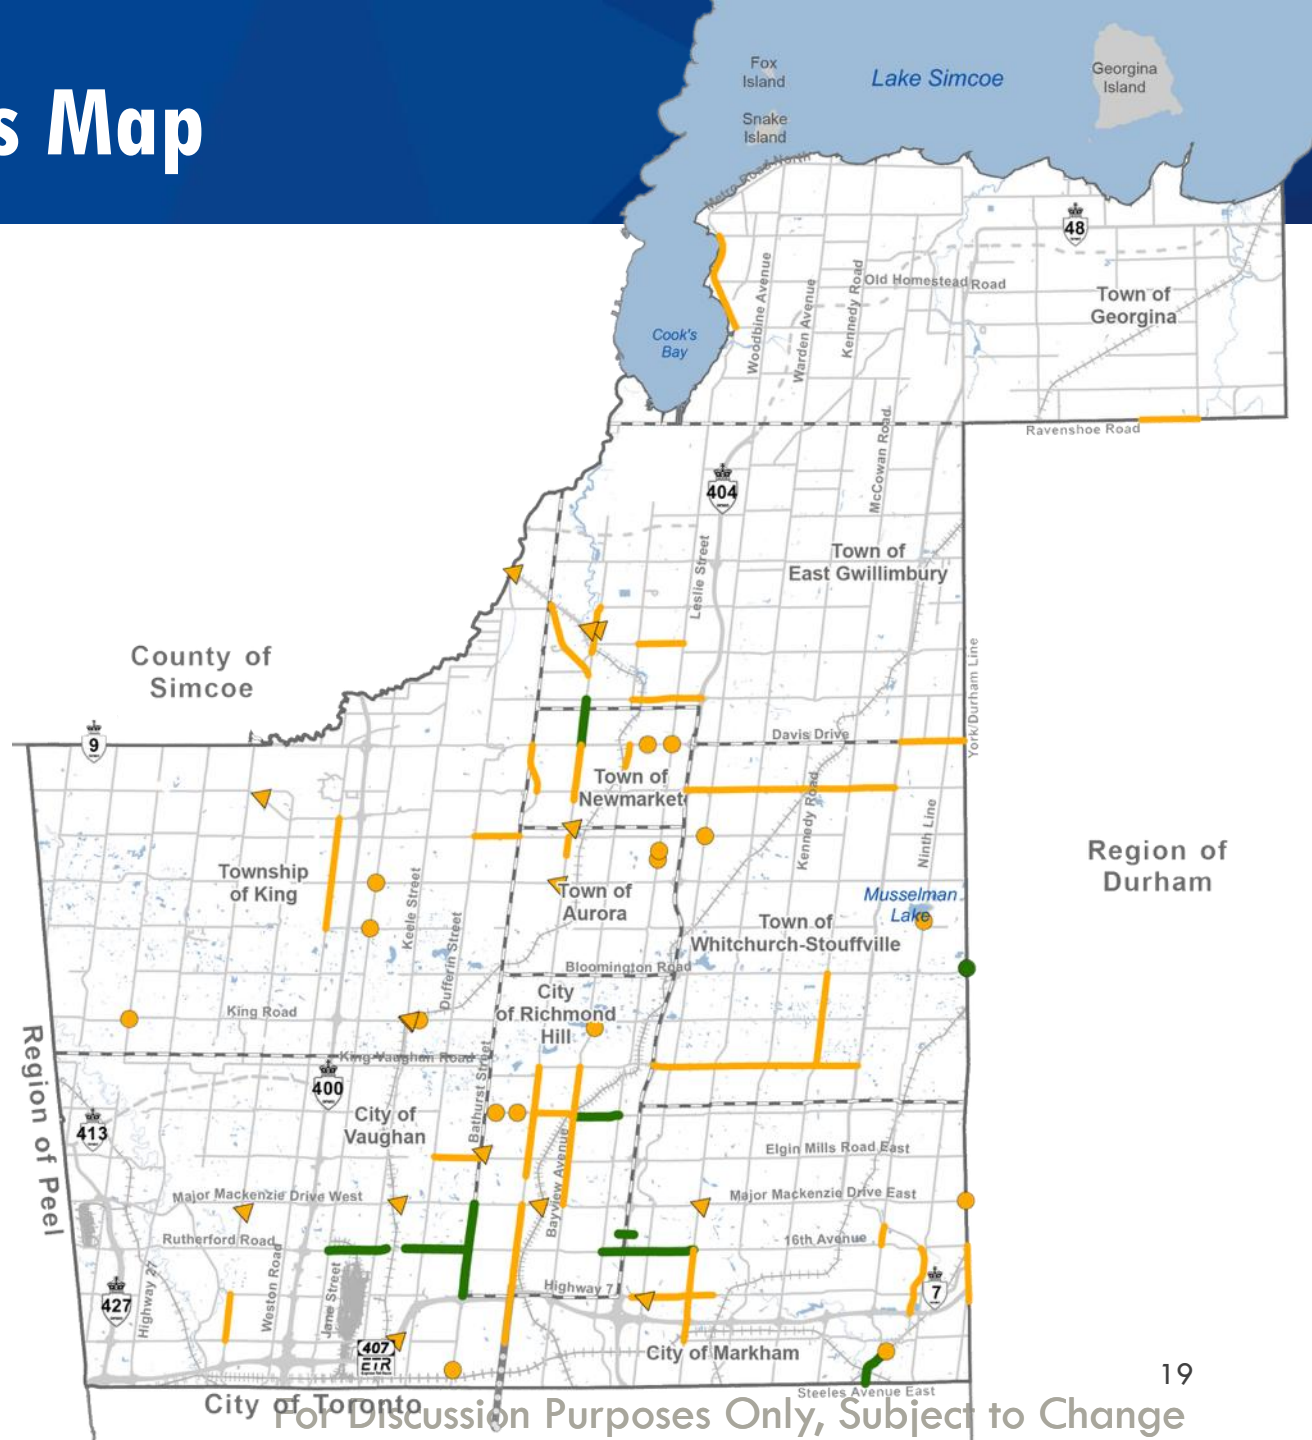 s Map
Fox
Island
Lake Simcoe
Georgina
Island
Snake
Island
Metro Road North
48
Woodbine Avenue
Warden Avenue
Kennedy Road
Old Homestead Road
Town of
Georgina
Cook's
Bay
McCowan Road
Ravenshoe Road
404
Leslie Street
Town of
East Gwillimbury
County of
Simcoe
York/Durham Line
9
Davis Drive
Town of
Newmarket
Kennedy Road
Ninth Line
Region of
Durham
Township
of King
Keele Street
Dufferin Street
Town of
Aurora
Musselman
Lake
Town of
Whitchurch-Stouffville
Bloomington Road
City
of Richmond
Hill
King Road
Region of Peel
King-Vaughan Road
400
Bathurst Street
City of
Vaughan
413
Bayview Avenue
Elgin Mills Road East
Major Mackenzie Drive West
Major Mackenzie Drive East
Rutherford Road
16th Avenue
Highway 27
Weston Road
Jane Street
Highway 7
7
427
407
ETR
City of Markham
19
Steeles Avenue East
City of Toronto
For Discussion Purposes Only, Subject to Change